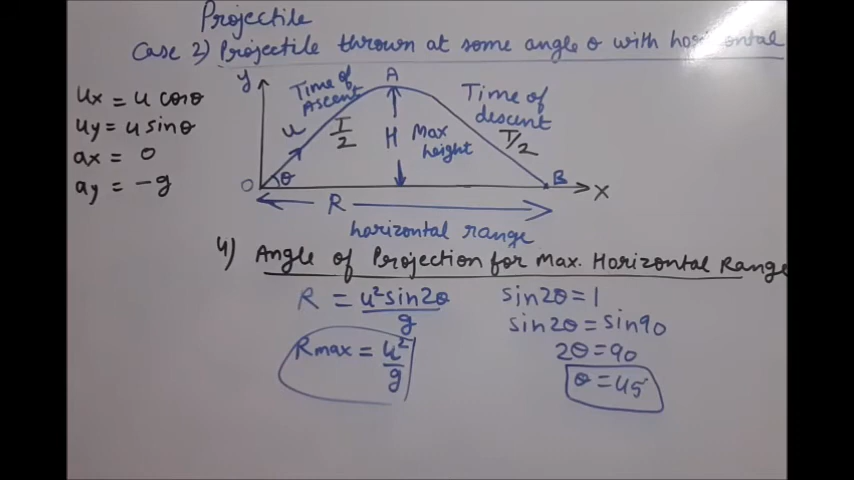 Projectile
Case 2) Projectile thrown at some angle θ with horizontal
ux = u cosθ
uy = u sinθ
ax = 0
ay = -g
y
Time of
Ascent
T/2
u
θ
O
A
H
Max
height
Time of
descent
T/2
B
X
R
horizontal range
4) Angle of Projection for Max. Horizontal Range
R = u²sin2θ/g
Rmax = u²/g
sin2θ = 1
sin2θ = sin90
2θ = 90
θ = 45°